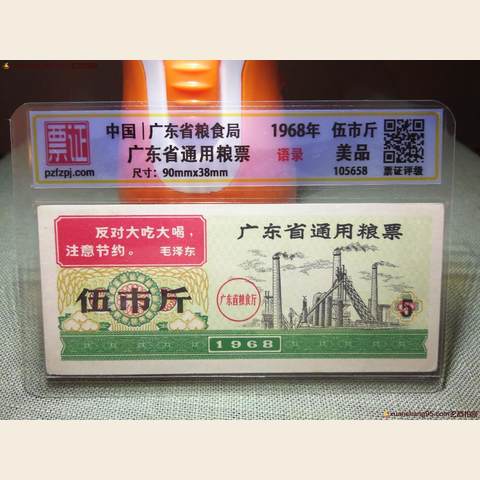 票证
pzfzpj.com
中国|广东省粮食局
广东省通用粮票
尺寸:90mmx38mm
1968年 伍市斤
语录 美品
105658 票证评级
反对大吃大喝,
注意节约。 毛泽东
伍市斤
广东省通用粮票
广东省粮食厅
5
1968